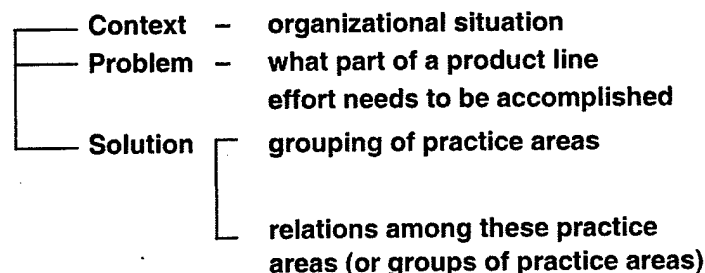 Context – organizational situation
Problem – what part of a product line
effort needs to be accomplished
Solution grouping of practice areas
relations among these practice
areas (or groups of practice areas)